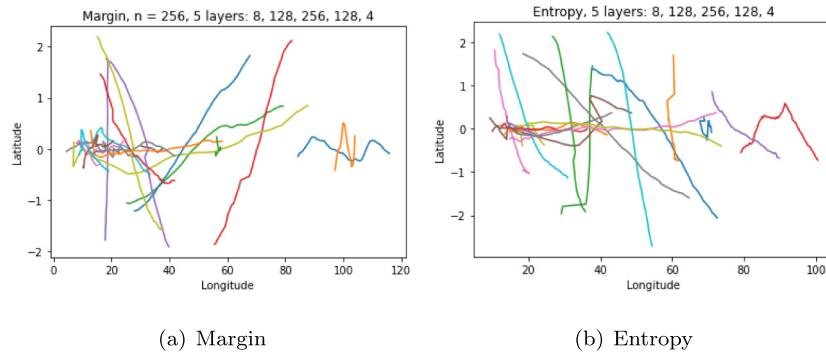 Margin, n = 256, 5 layers: 8, 128, 256, 128, 4
2
1
0
−1
−2
Latitude
0 20 40 60 80 100 120
Longitude
(a) Margin
Entropy, 5 layers: 8, 128, 256, 128, 4
2
1
0
−1
−2
Latitude
20 40 60 80 100
Longitude
(b) Entropy